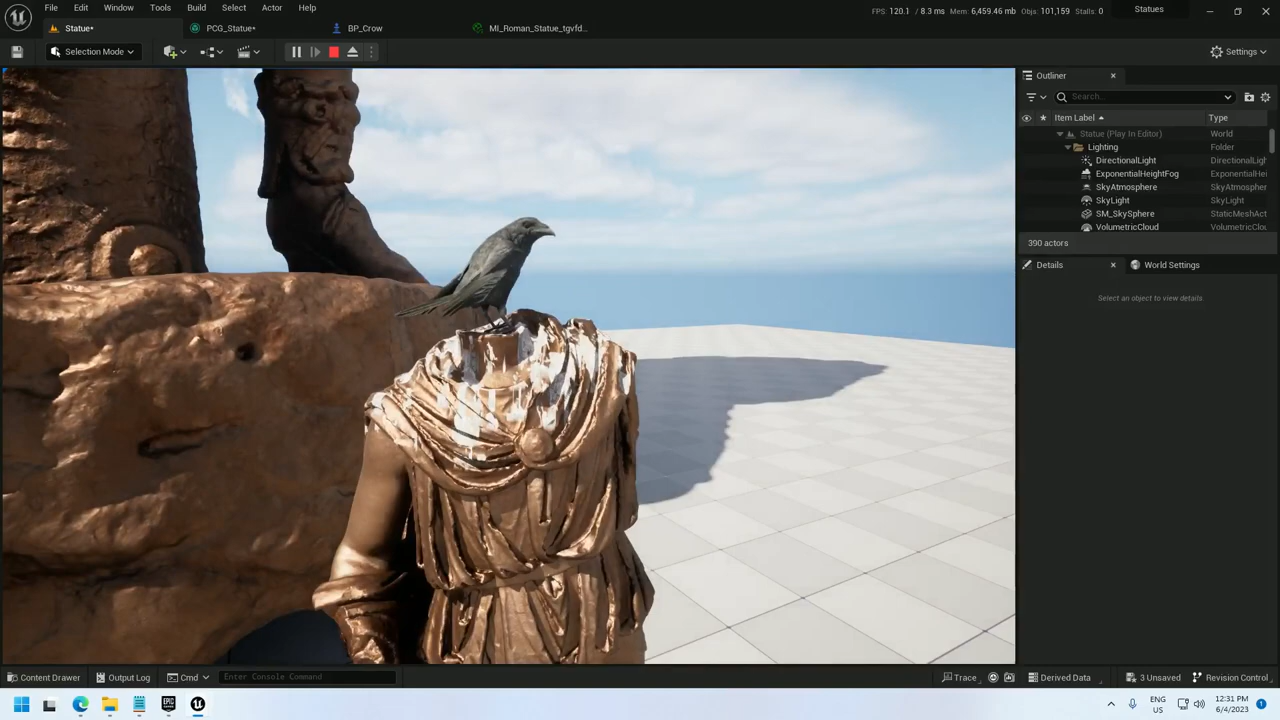 File Edit Window Tools Build Select Actor Help
FPS: 120.1 / 8.3 ms Mem: 6,459.46 mb Objs: 101,159 Stalls: 0
Statues
Statue*
PCG_Statue*
BP_Crow
MI_Roman_Statue_tgvfd...
Selection Mode
Settings
Outliner
Search...
Item Label Type
Statue (Play In Editor) World
Lighting Folder
DirectionalLight DirectionalLigh
ExponentialHeightFog ExponentialHei
SkyAtmosphere SkyAtmospher
SkyLight SkyLight
SM_SkySphere StaticMeshAct
VolumetricCloud VolumetricClou
390 actors
Details
World Settings
Select an object to view details
Content Drawer
Output Log
Cmd
Enter Console Command
Trace
Derived Data
3 Unsaved
Revision Control
EPIC
ENG
US
12:31 PM
6/4/2023
1